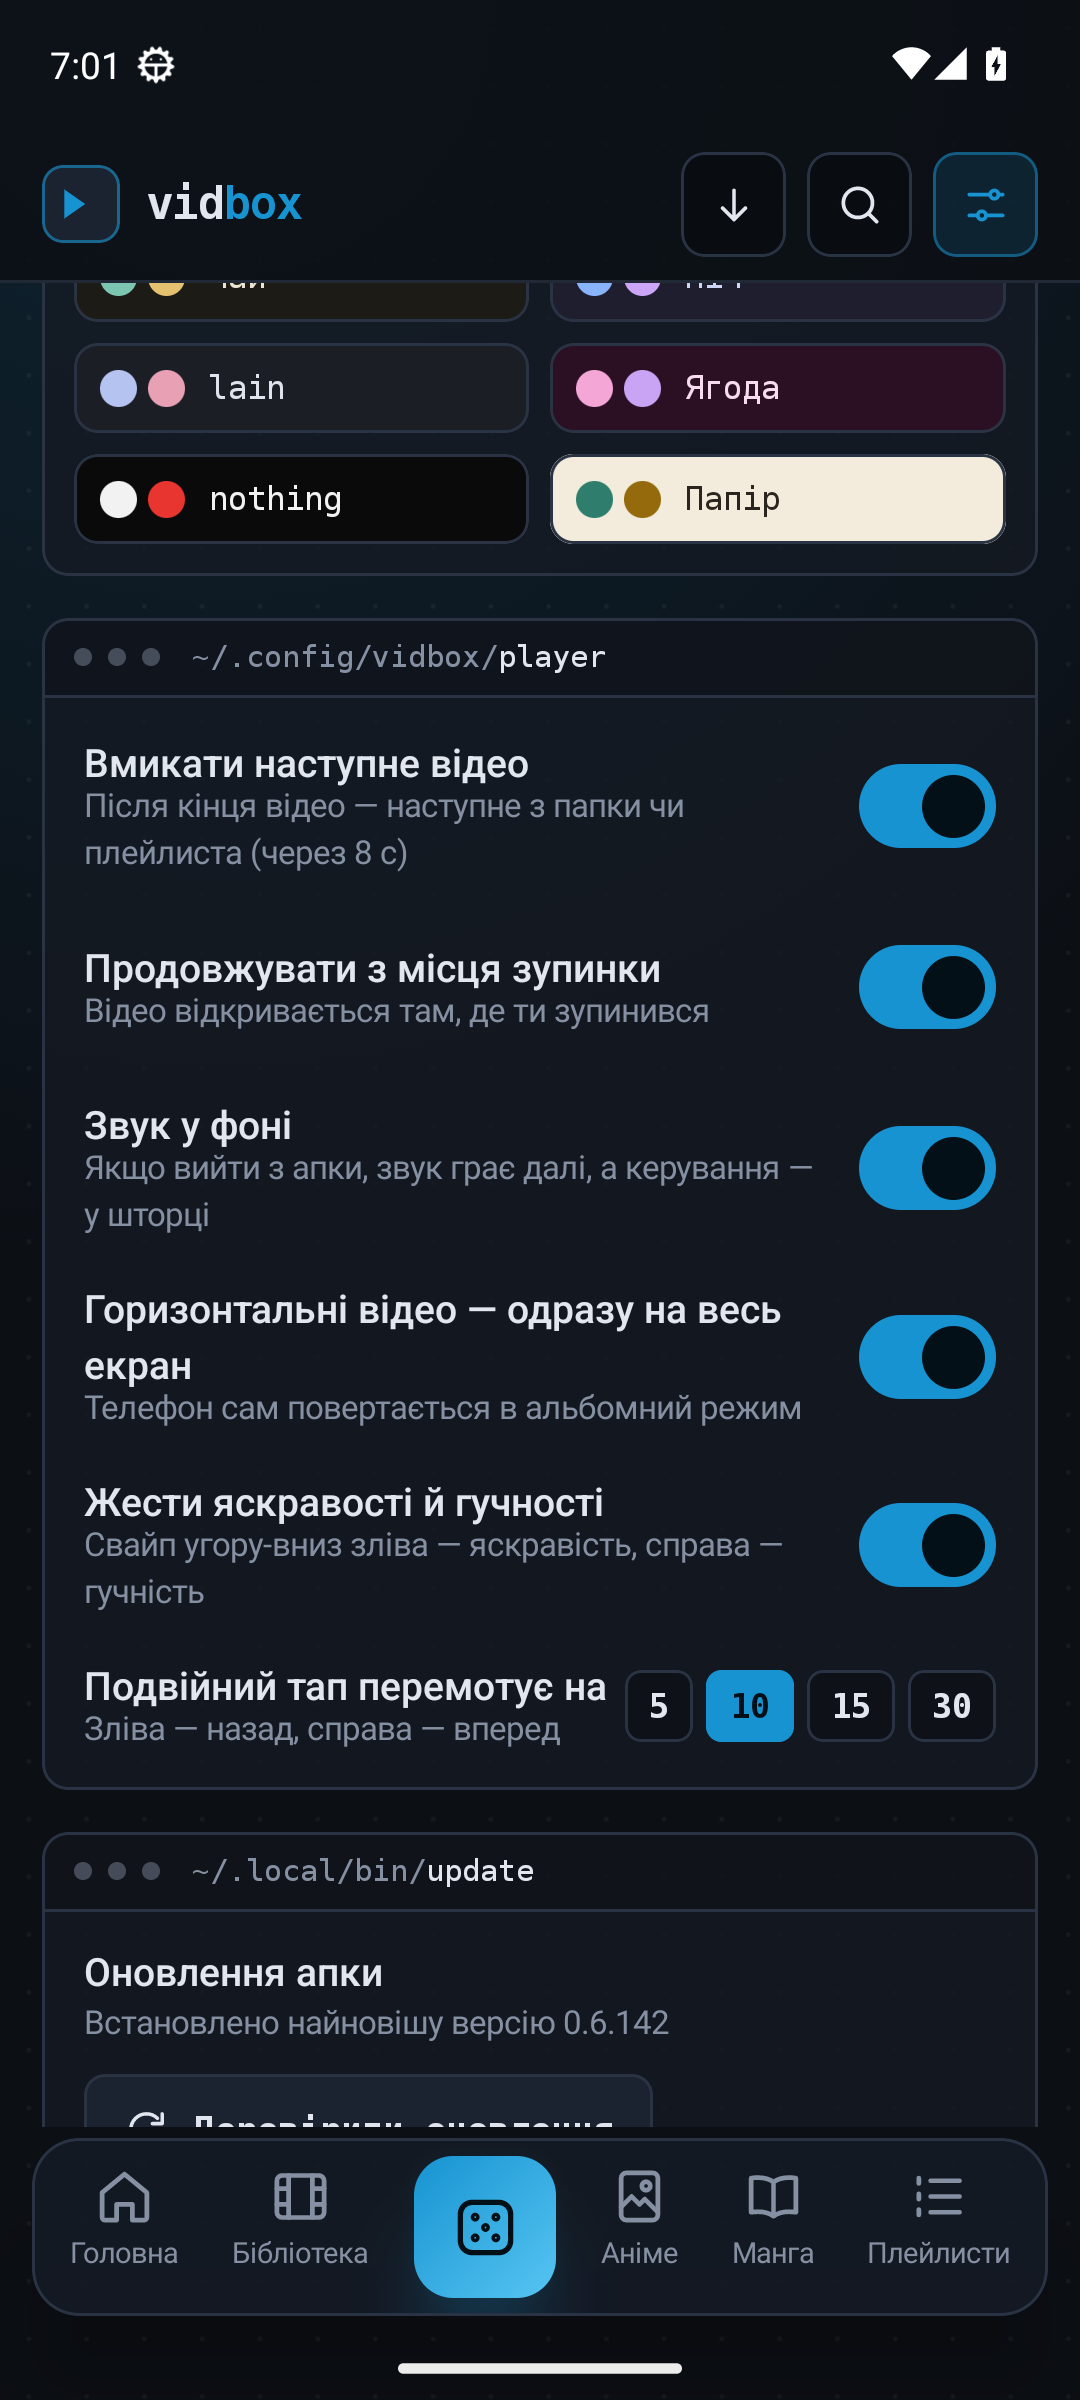 7:01
vidbox
lain
Ягода
nothing
Папір
~/.config/vidbox/player
Вмикати наступне відео
Після кінця відео — наступне з папки чи
плейлиста (через 8 с)
Продовжувати з місця зупинки
Відео відкривається там, де ти зупинився
Звук у фоні
Якщо вийти з апки, звук грає далі, а керування —
у шторці
Горизонтальні відео — одразу на весь
екран
Телефон сам повертається в альбомний режим
Жести яскравості й гучності
Свайп угору-вниз зліва — яскравість, справа —
гучність
Подвійний тап перемотує на
5 10 15 30
Зліва — назад, справа — вперед
~/.local/bin/update
Оновлення апки
Встановлено найновішу версію 0.6.142
Головна
Бібліотека
Аніме
Манга
Плейлисти